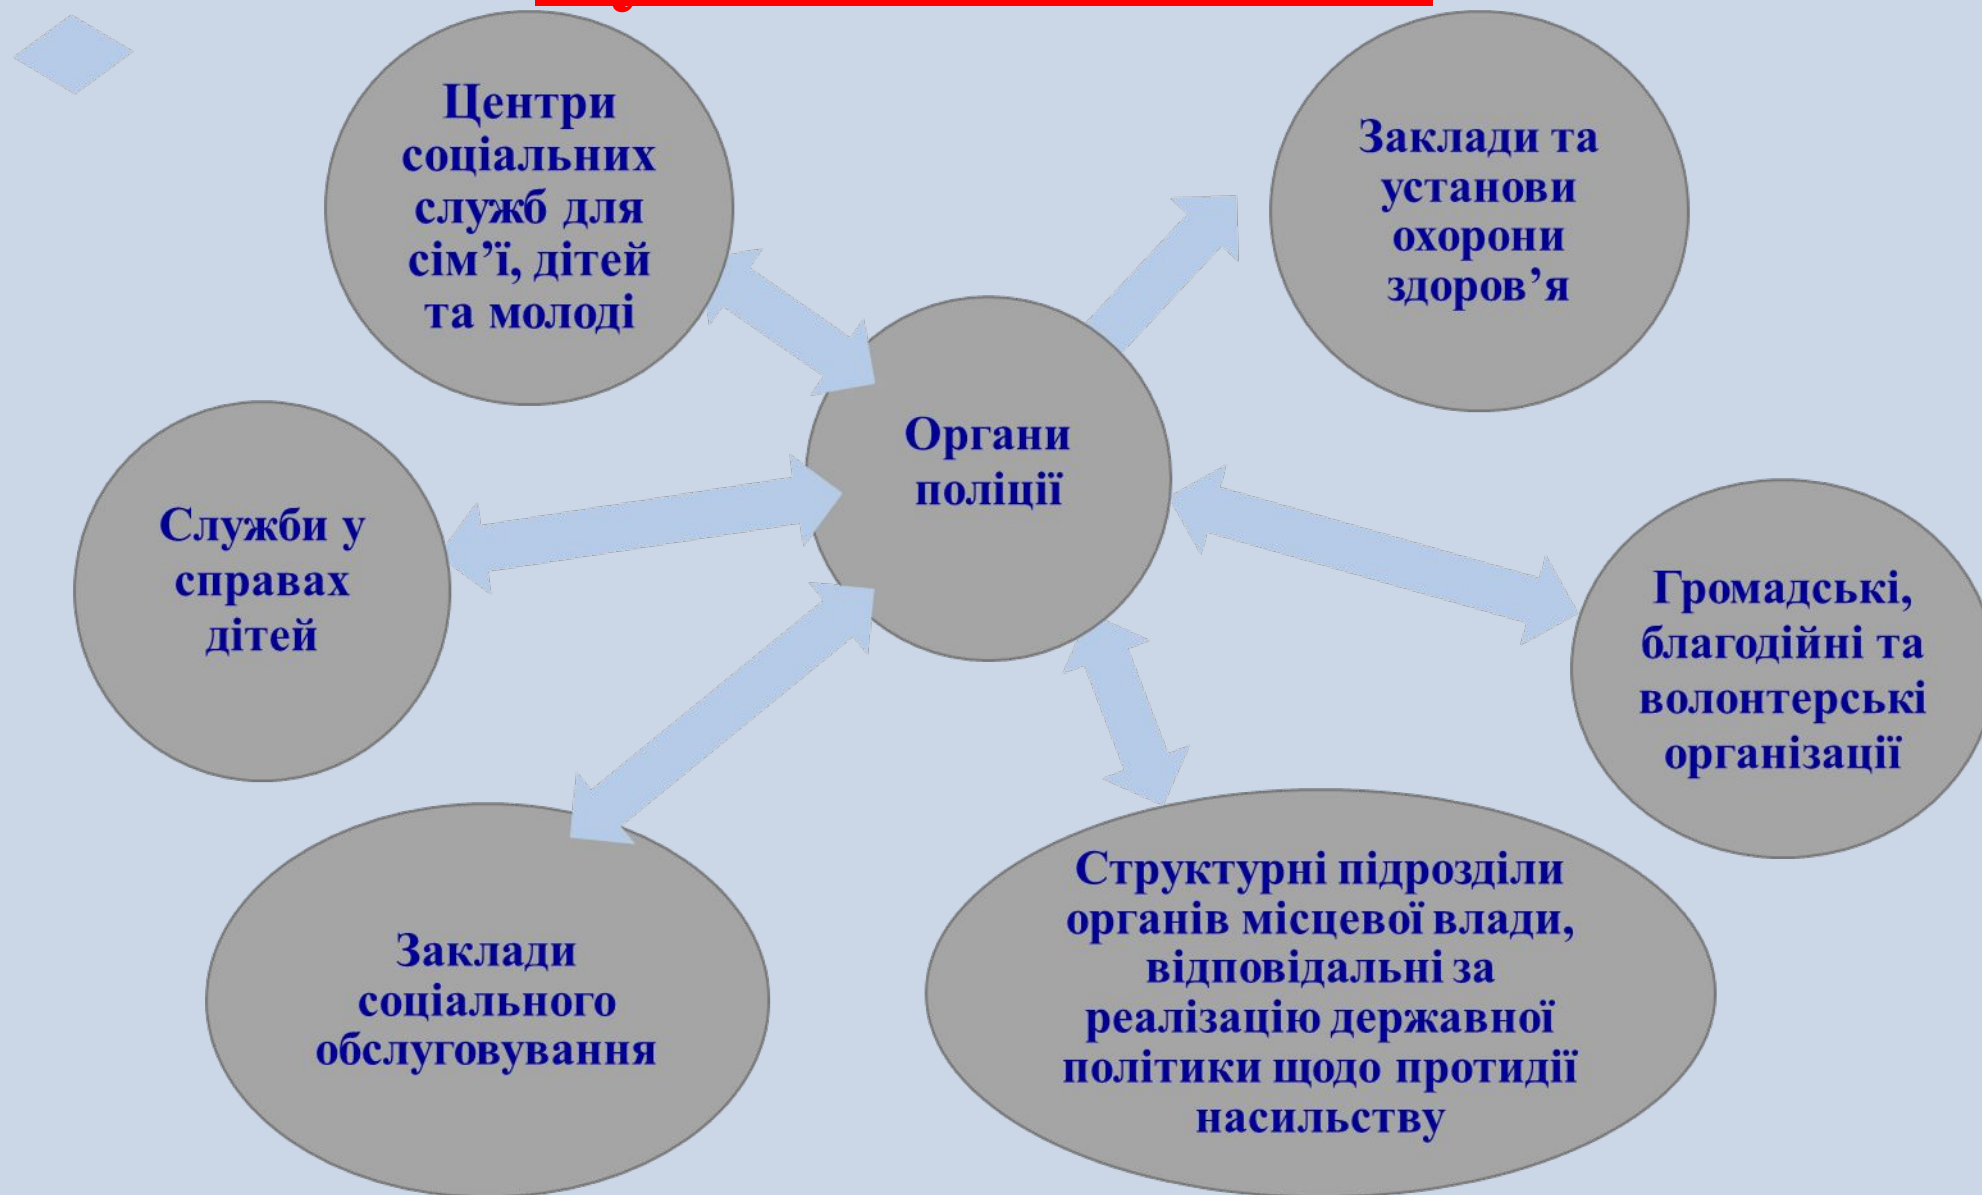 Центри
соціальних
служб для
сім’ї, дітей
та молоді
Заклади та
установи
охорони
здоров’я
Органи
поліції
Служби у
справах
дітей
Громадські,
благодійні та
волонтерські
організації
Заклади
соціального
обслуговування
Структурні підрозділи
органів місцевої влади,
відповідальні за
реалізацію державної
політики щодо протидії
насильству